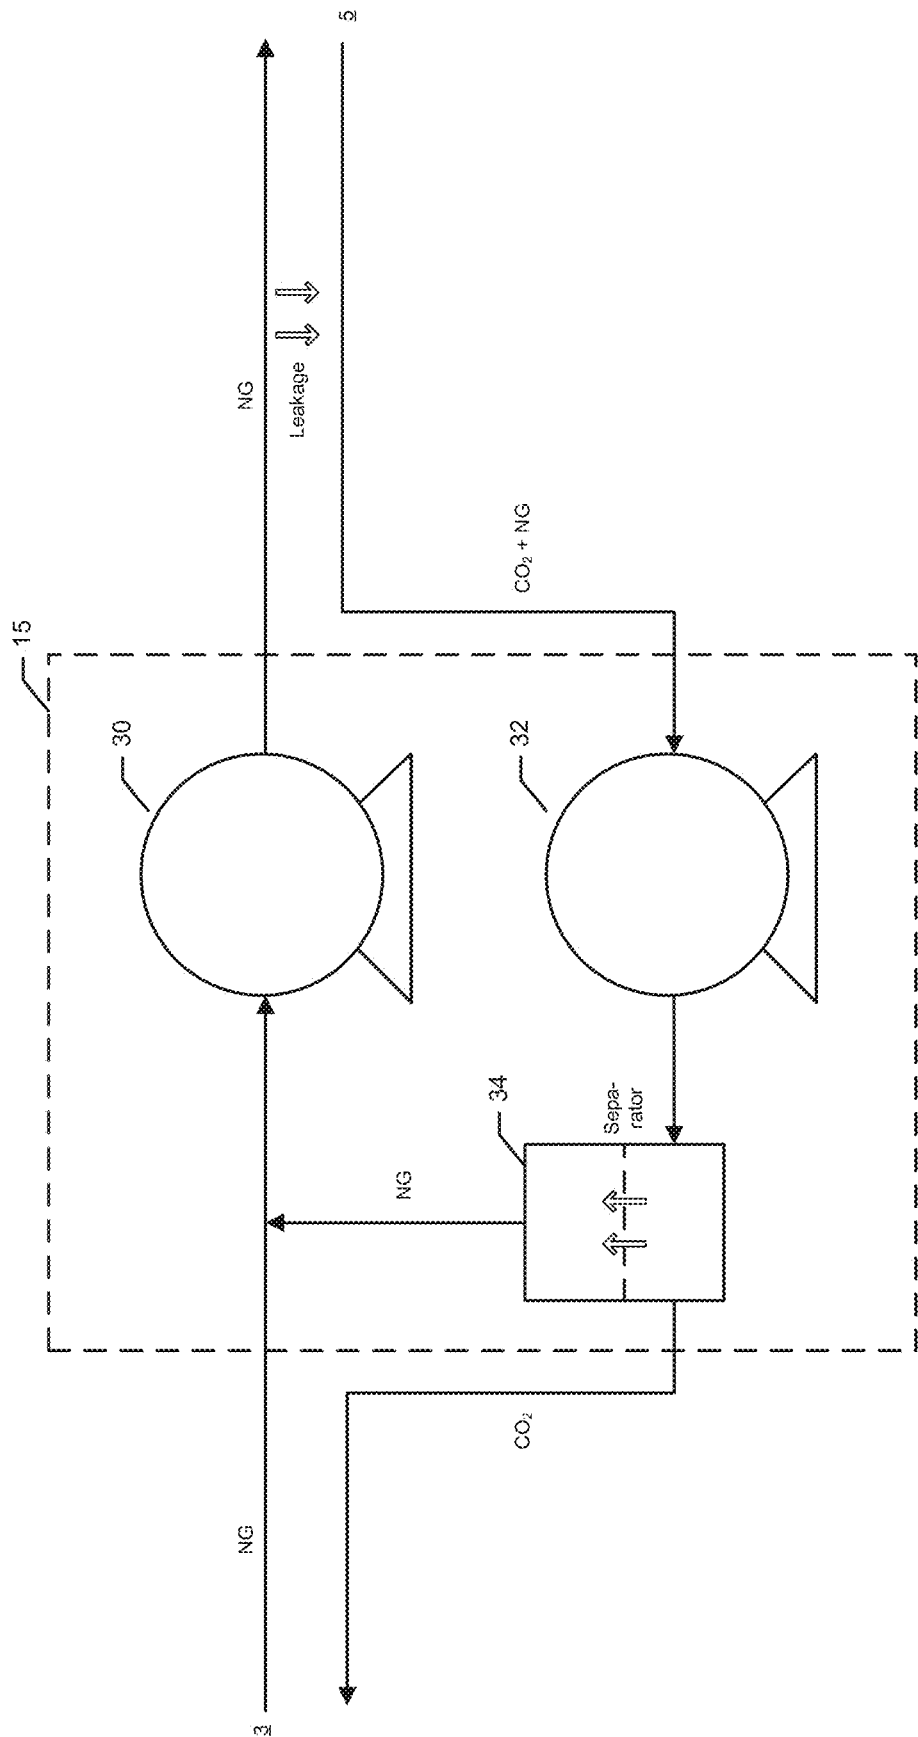 15
30
NG
NG
Leakage
5
3
NG
34
Sepa-
rator
32
CO₂ + NG
CO₂